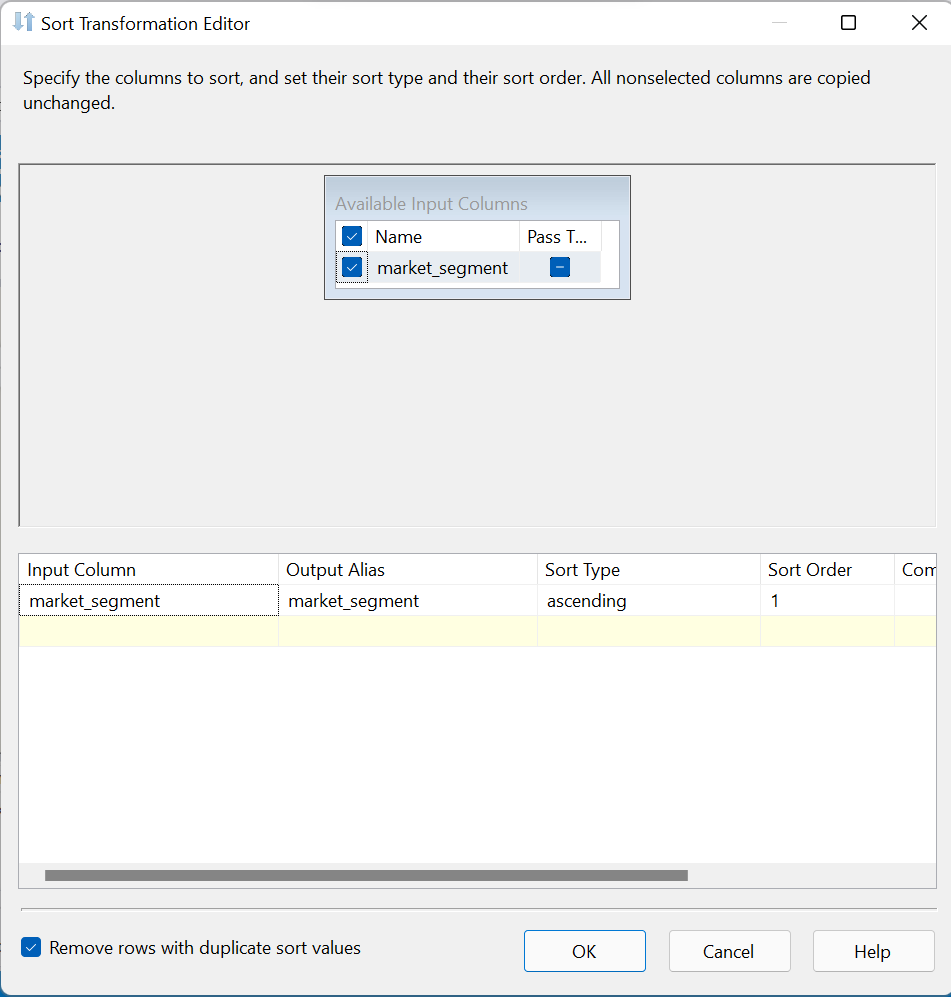 Sort Transformation Editor
Specify the columns to sort, and set their sort type and their sort order. All nonselected columns are copied
unchanged.
Available Input Columns
Name Pass T...
market_segment
Input Column Output Alias Sort Type Sort Order Com
market_segment market_segment ascending 1
Remove rows with duplicate sort values OK Cancel Help